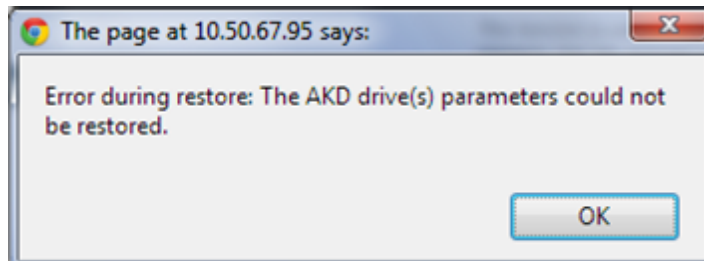 The page at 10.50.67.95 says:
Error during restore: The AKD drive(s) parameters could not
be restored.
OK